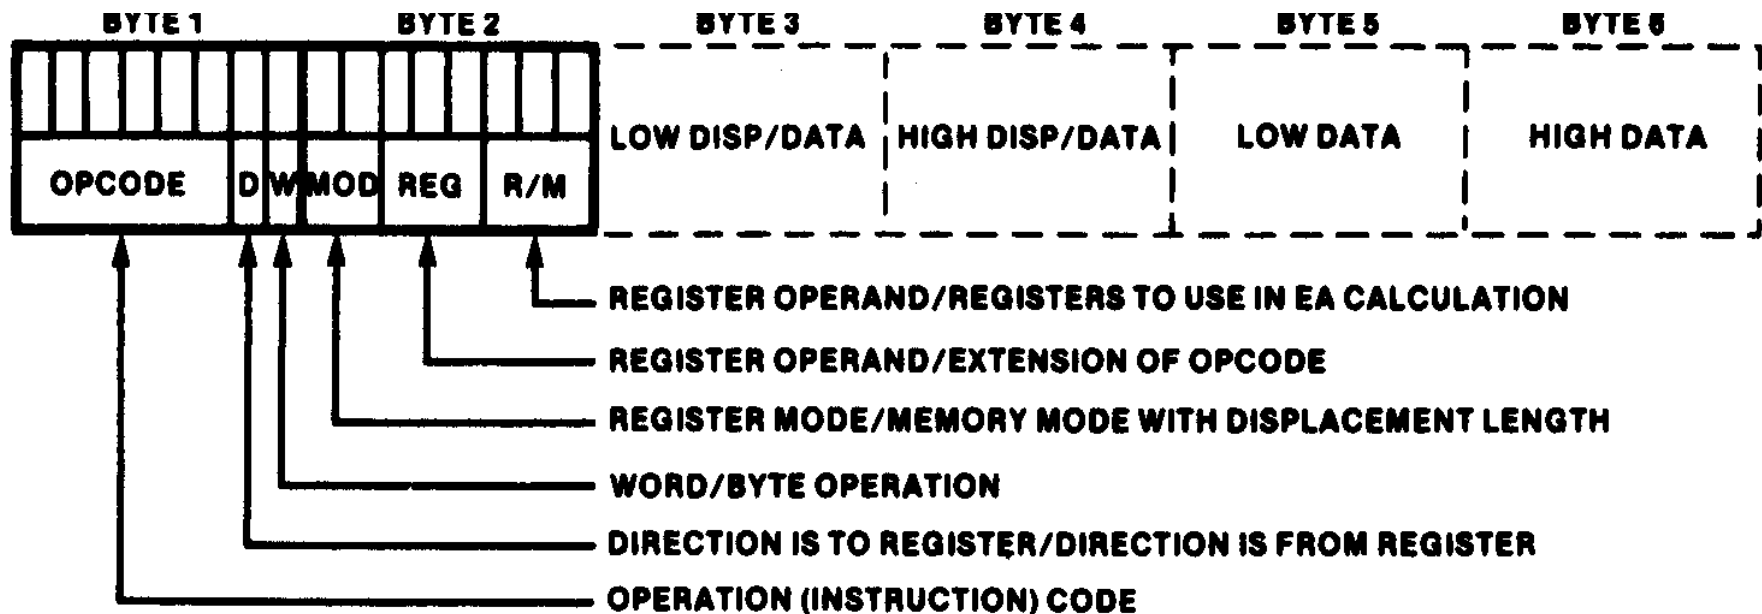 BYTE 1 BYTE 2 BYTE 3 BYTE 4 BYTE 5 BYTE 6
LOW DISP/DATA HIGH DISP/DATA LOW DATA HIGH DATA
OPCODE D W MOD REG R/M
REGISTER OPERAND/REGISTERS TO USE IN EA CALCULATION
REGISTER OPERAND/EXTENSION OF OPCODE
REGISTER MODE/MEMORY MODE WITH DISPLACEMENT LENGTH
WORD/BYTE OPERATION
DIRECTION IS TO REGISTER/DIRECTION IS FROM REGISTER
OPERATION (INSTRUCTION) CODE